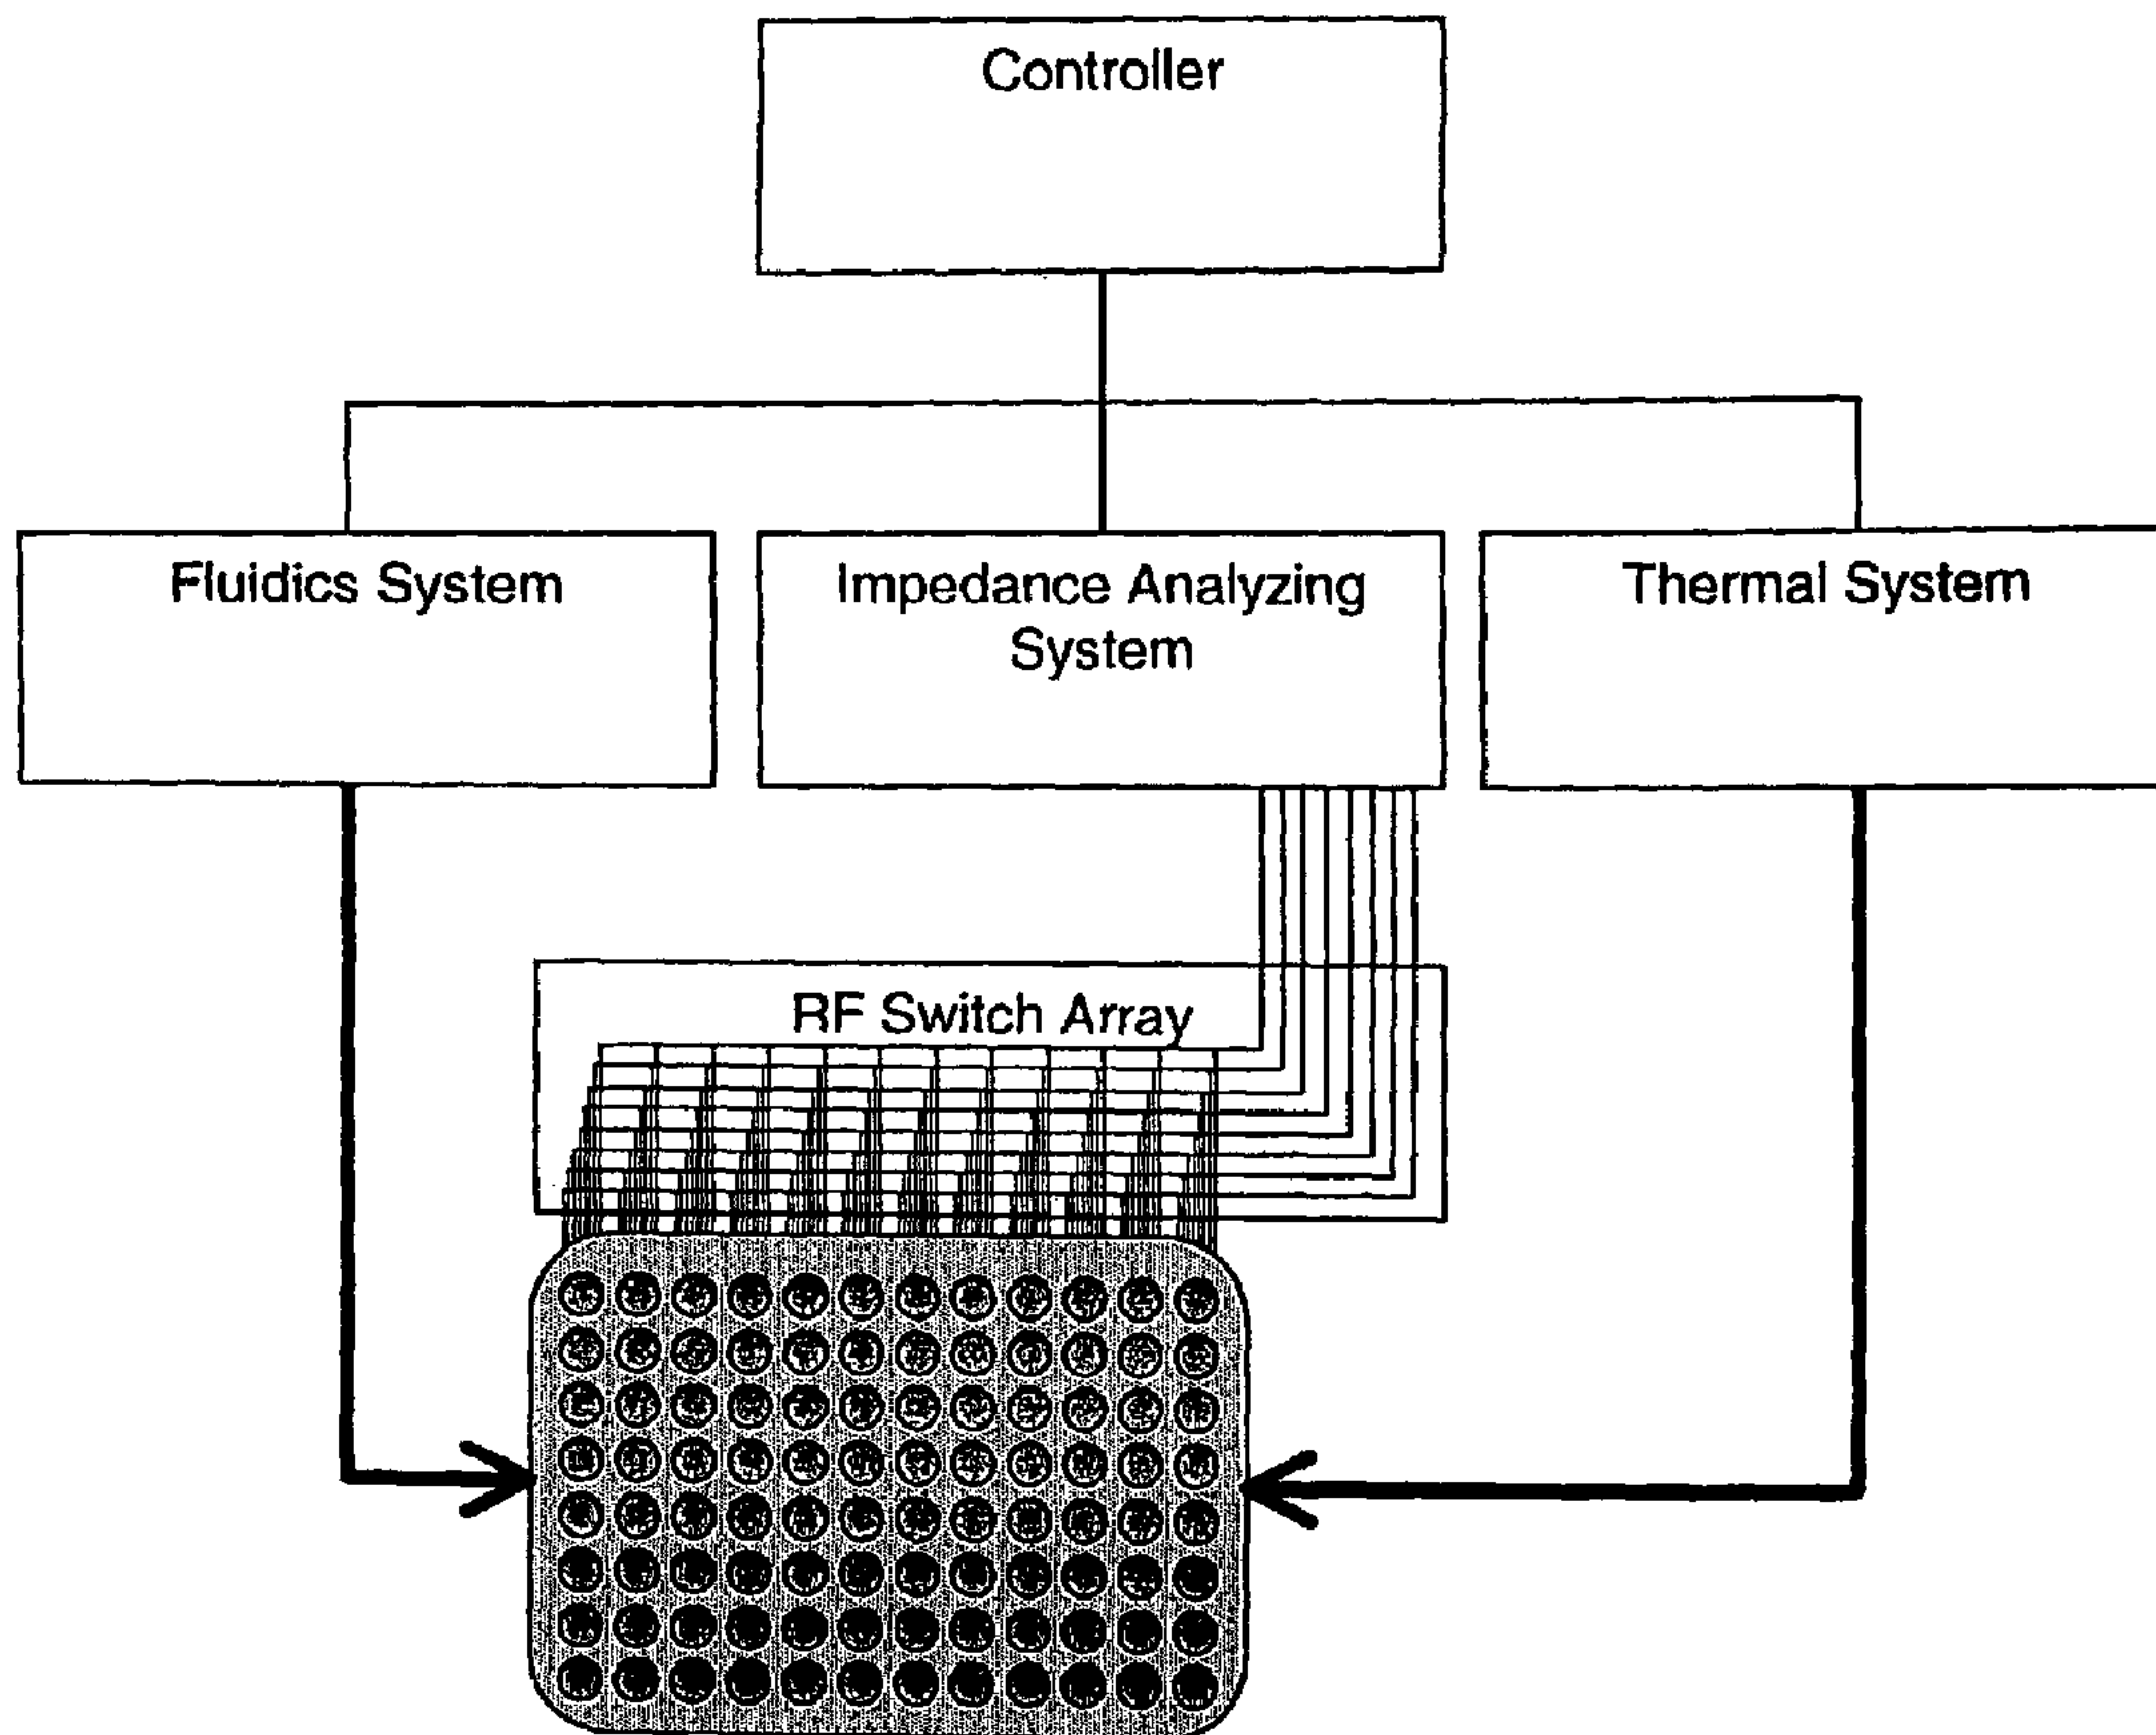 Controller
Fluidics System
Impedance Analyzing
System
Thermal System
RF Switch Array